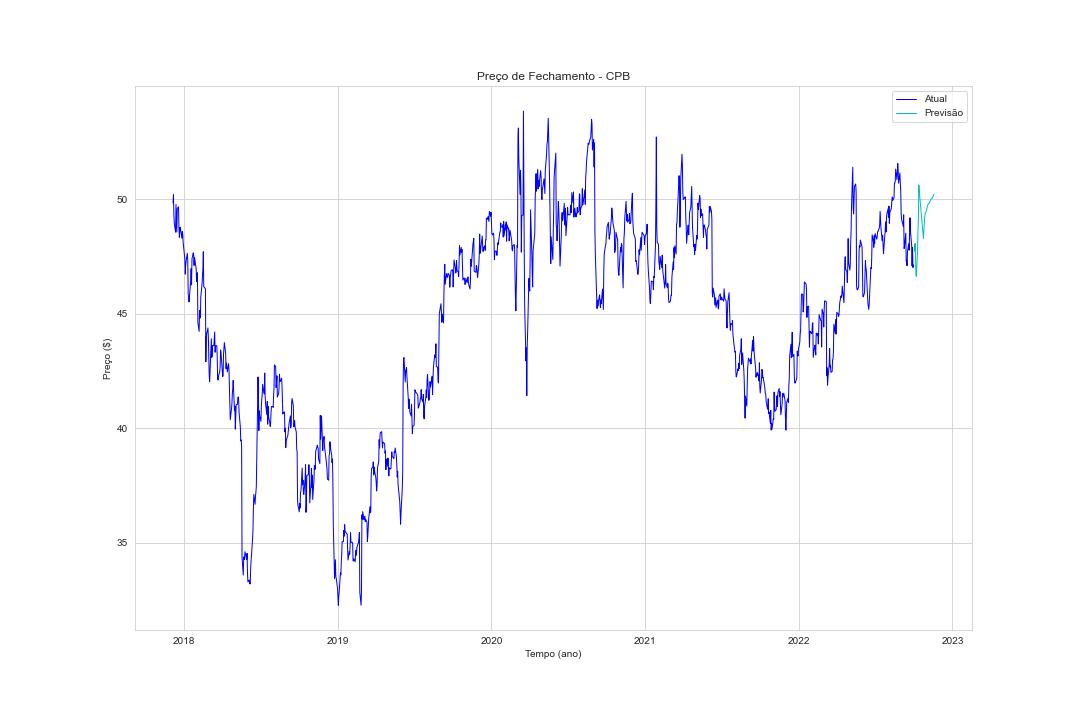 Preço de Fechamento - CPB
Atual
Previsão
50
45
40
35
Preço ($)
2018
2019
2020
2021
2022
2023
Tempo (ano)